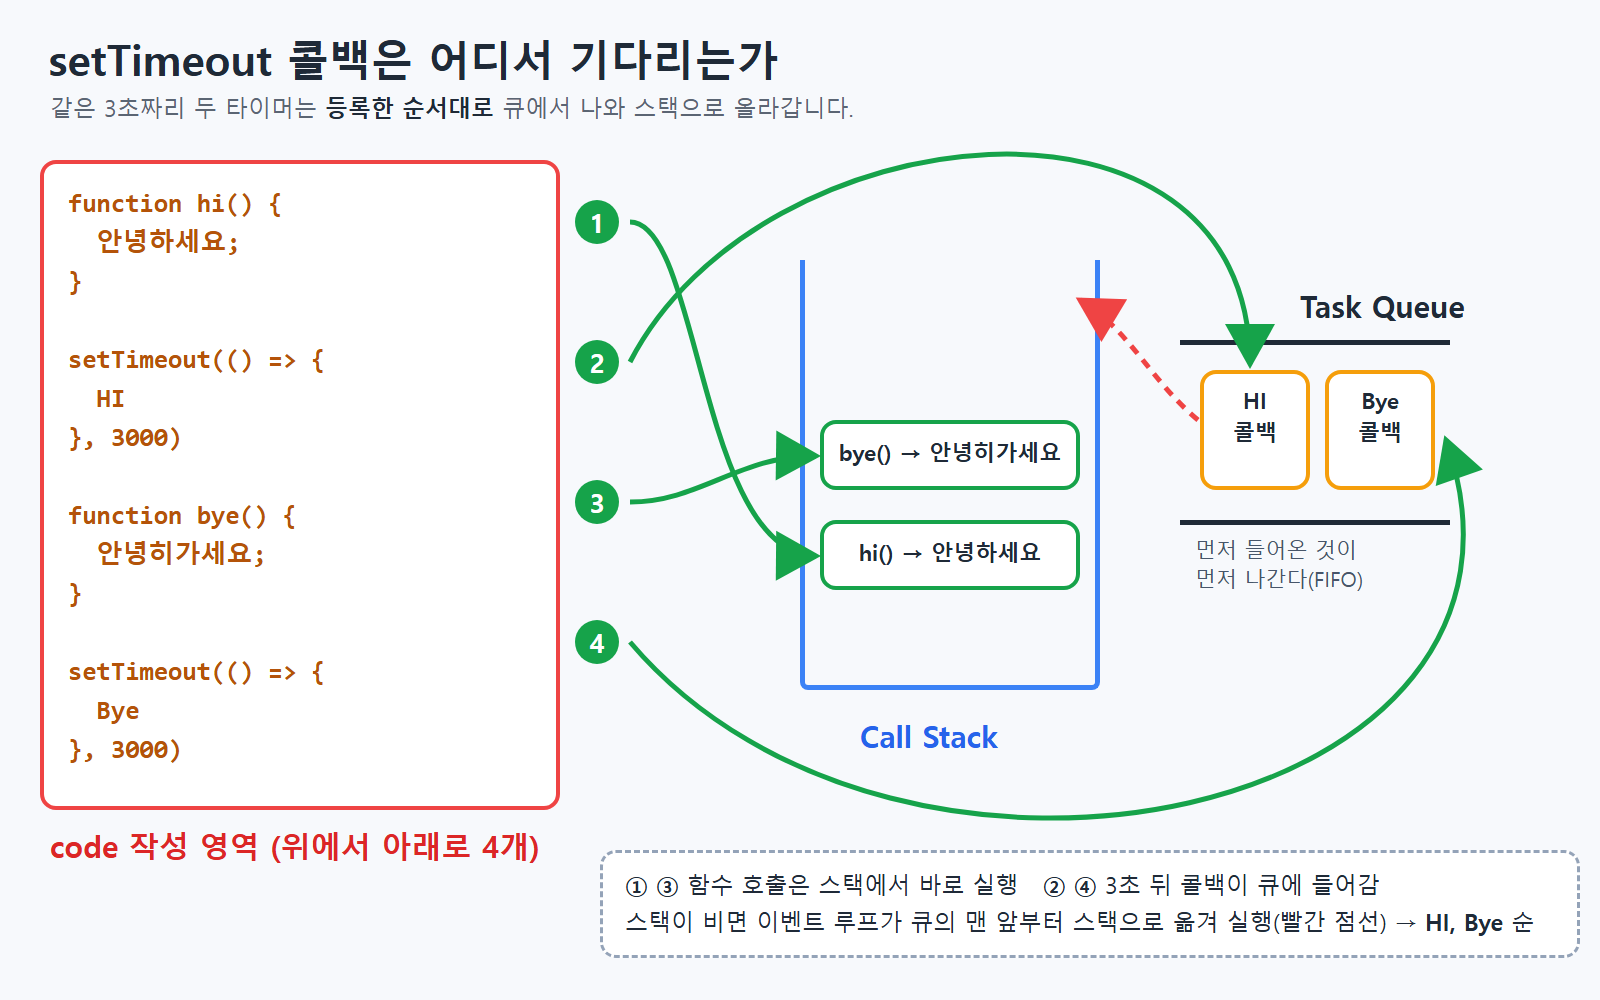 setTimeout 콜백은 어디서 기다리는가
같은 3초짜리 두 타이머는 등록한 순서대로 큐에서 나와 스택으로 올라갑니다.
function hi() {
안녕하세요;
}
setTimeout(() => {
HI
}, 3000)
function bye() {
안녕히가세요;
}
setTimeout(() => {
Bye
}, 3000)
code 작성 영역 (위에서 아래로 4개)
1
2
3
4
bye() → 안녕히가세요
hi() → 안녕하세요
Call Stack
Task Queue
HI
콜백
Bye
콜백
먼저 들어온 것이
먼저 나간다(FIFO)
① ③ 함수 호출은 스택에서 바로 실행 ② ④ 3초 뒤 콜백이 큐에 들어감
스택이 비면 이벤트 루프가 큐의 맨 앞부터 스택으로 옮겨 실행(빨간 점선) → HI, Bye 순